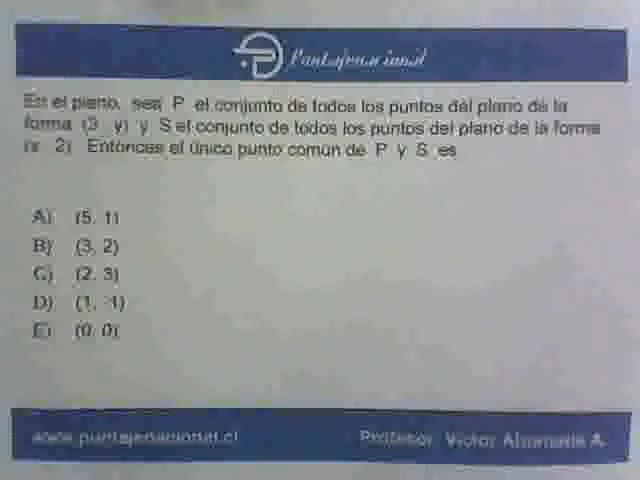 Puntajenacional
En el plano, sea P el conjunto de todos los puntos del plano de la
forma (3, y) y S el conjunto de todos los puntos del plano de la forma
(x, 2). Entonces el único punto común de P y S es
A) (5, 1)
B) (3, 2)
C) (2, 3)
D) (1, -1)
E) (0, 0)
www.puntajenacional.cl
Profesor: Víctor A.